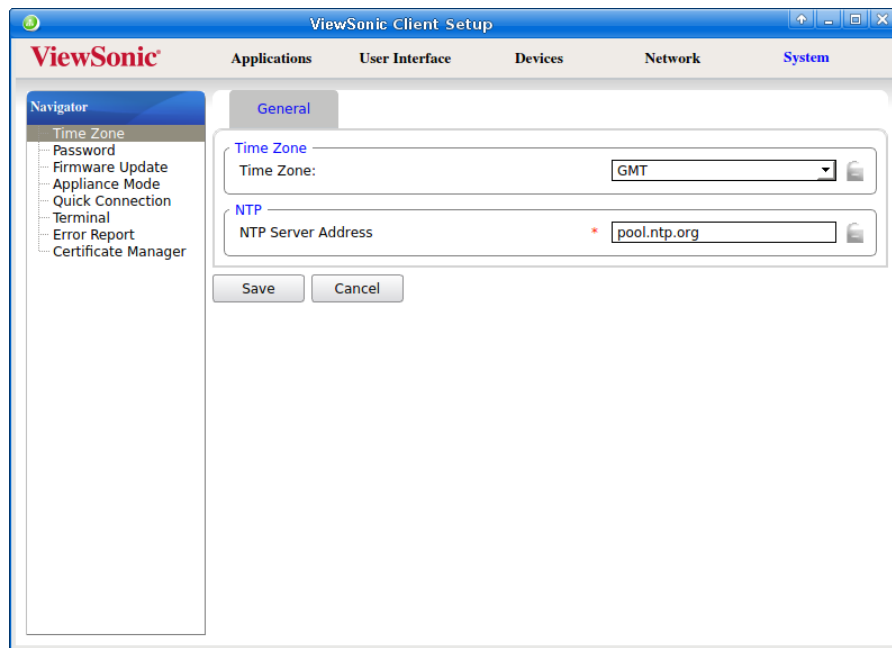 ViewSonic Client Setup
ViewSonic®
Applications
User Interface
Devices
Network
System
Navigator
Time Zone
Password
Firmware Update
Appliance Mode
Quick Connection
Terminal
Error Report
Certificate Manager
General
Time Zone
Time Zone:
GMT
NTP
NTP Server Address * pool.ntp.org
Save
Cancel